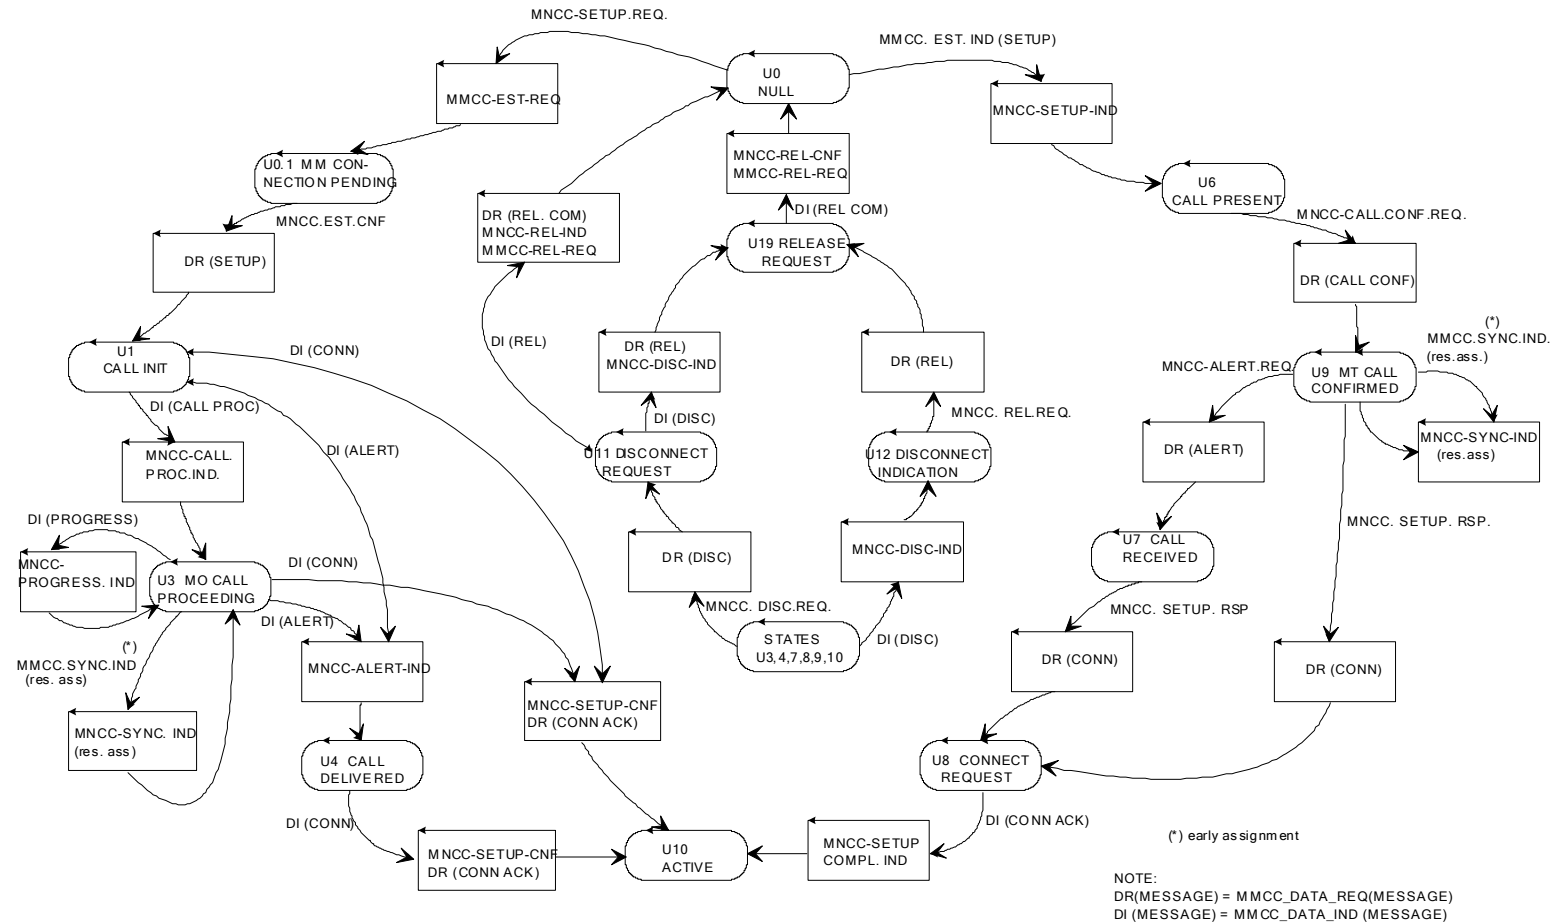 MNCC-SETUP.REQ.
MMCC. EST. IND (SETUP)
U0
NULL
MMCC-EST-REQ
MNCC-SETUP-IND
MNCC-REL-CNF
MMCC-REL-REQ
U0.1 MM CON-
NECTION PENDING
U6
CALL PRESENT
DI (REL COM)
MNCC.EST.CNF
DR (REL. COM)
MNCC-REL-IND
MMCC-REL-REQ
MNCC-CALL.CONF.REQ.
U19 RELEASE
REQUEST
DR (SETUP)
DR (CALL CONF)
(*)
MMCC.SYNC.IND.
(res.ass.)
DI (REL)
DI (CONN)
U1
CALL INIT
DR (REL)
MNCC-DISC-IND
DR (REL)
MNCC-ALERT.REQ.
U9 MT CALL
CONFIRMED
DI (CALL PROC)
DI (DISC)
MNCC. REL.REQ.
MNCC-CALL.
PROC.IND.
DI (ALERT)
U11 DISCONNECT
REQUEST
U12 DISCONNECT
INDICATION
DR (ALERT)
MNCC-SYNC-IND
(res.ass)
DI (PROGRESS)
MNCC. SETUP. RSP.
MNCC-
PROGRESS. IND
U3 MO CALL
PROCEEDING
DI (CONN)
DR (DISC)
MNCC-DISC-IND
U7 CALL
RECEIVED
MNCC. DISC.REQ.
MNCC. SETUP. RSP
DI (ALERT)
STATES
U3,4,7,8,9,10
DI (DISC)
(*)
MMCC.SYNC.IND
(res. ass)
MNCC-ALERT-IND
DR (CONN)
DR (CONN)
MNCC-SYNC. IND
(res. ass)
MNCC-SETUP-CNF
DR (CONN ACK)
U4 CALL
DELIVERED
U8 CONNECT
REQUEST
DI (CONN)
DI (CONN ACK)
(*) early assignment
MNCC-SETUP-CNF
DR (CONN ACK)
U10
ACTIVE
MNCC-SETUP
COMPL. IND
NOTE:
DR(MESSAGE) = MMCC_DATA_REQ(MESSAGE)
DI (MESSAGE) = MMCC_DATA_IND (MESSAGE)